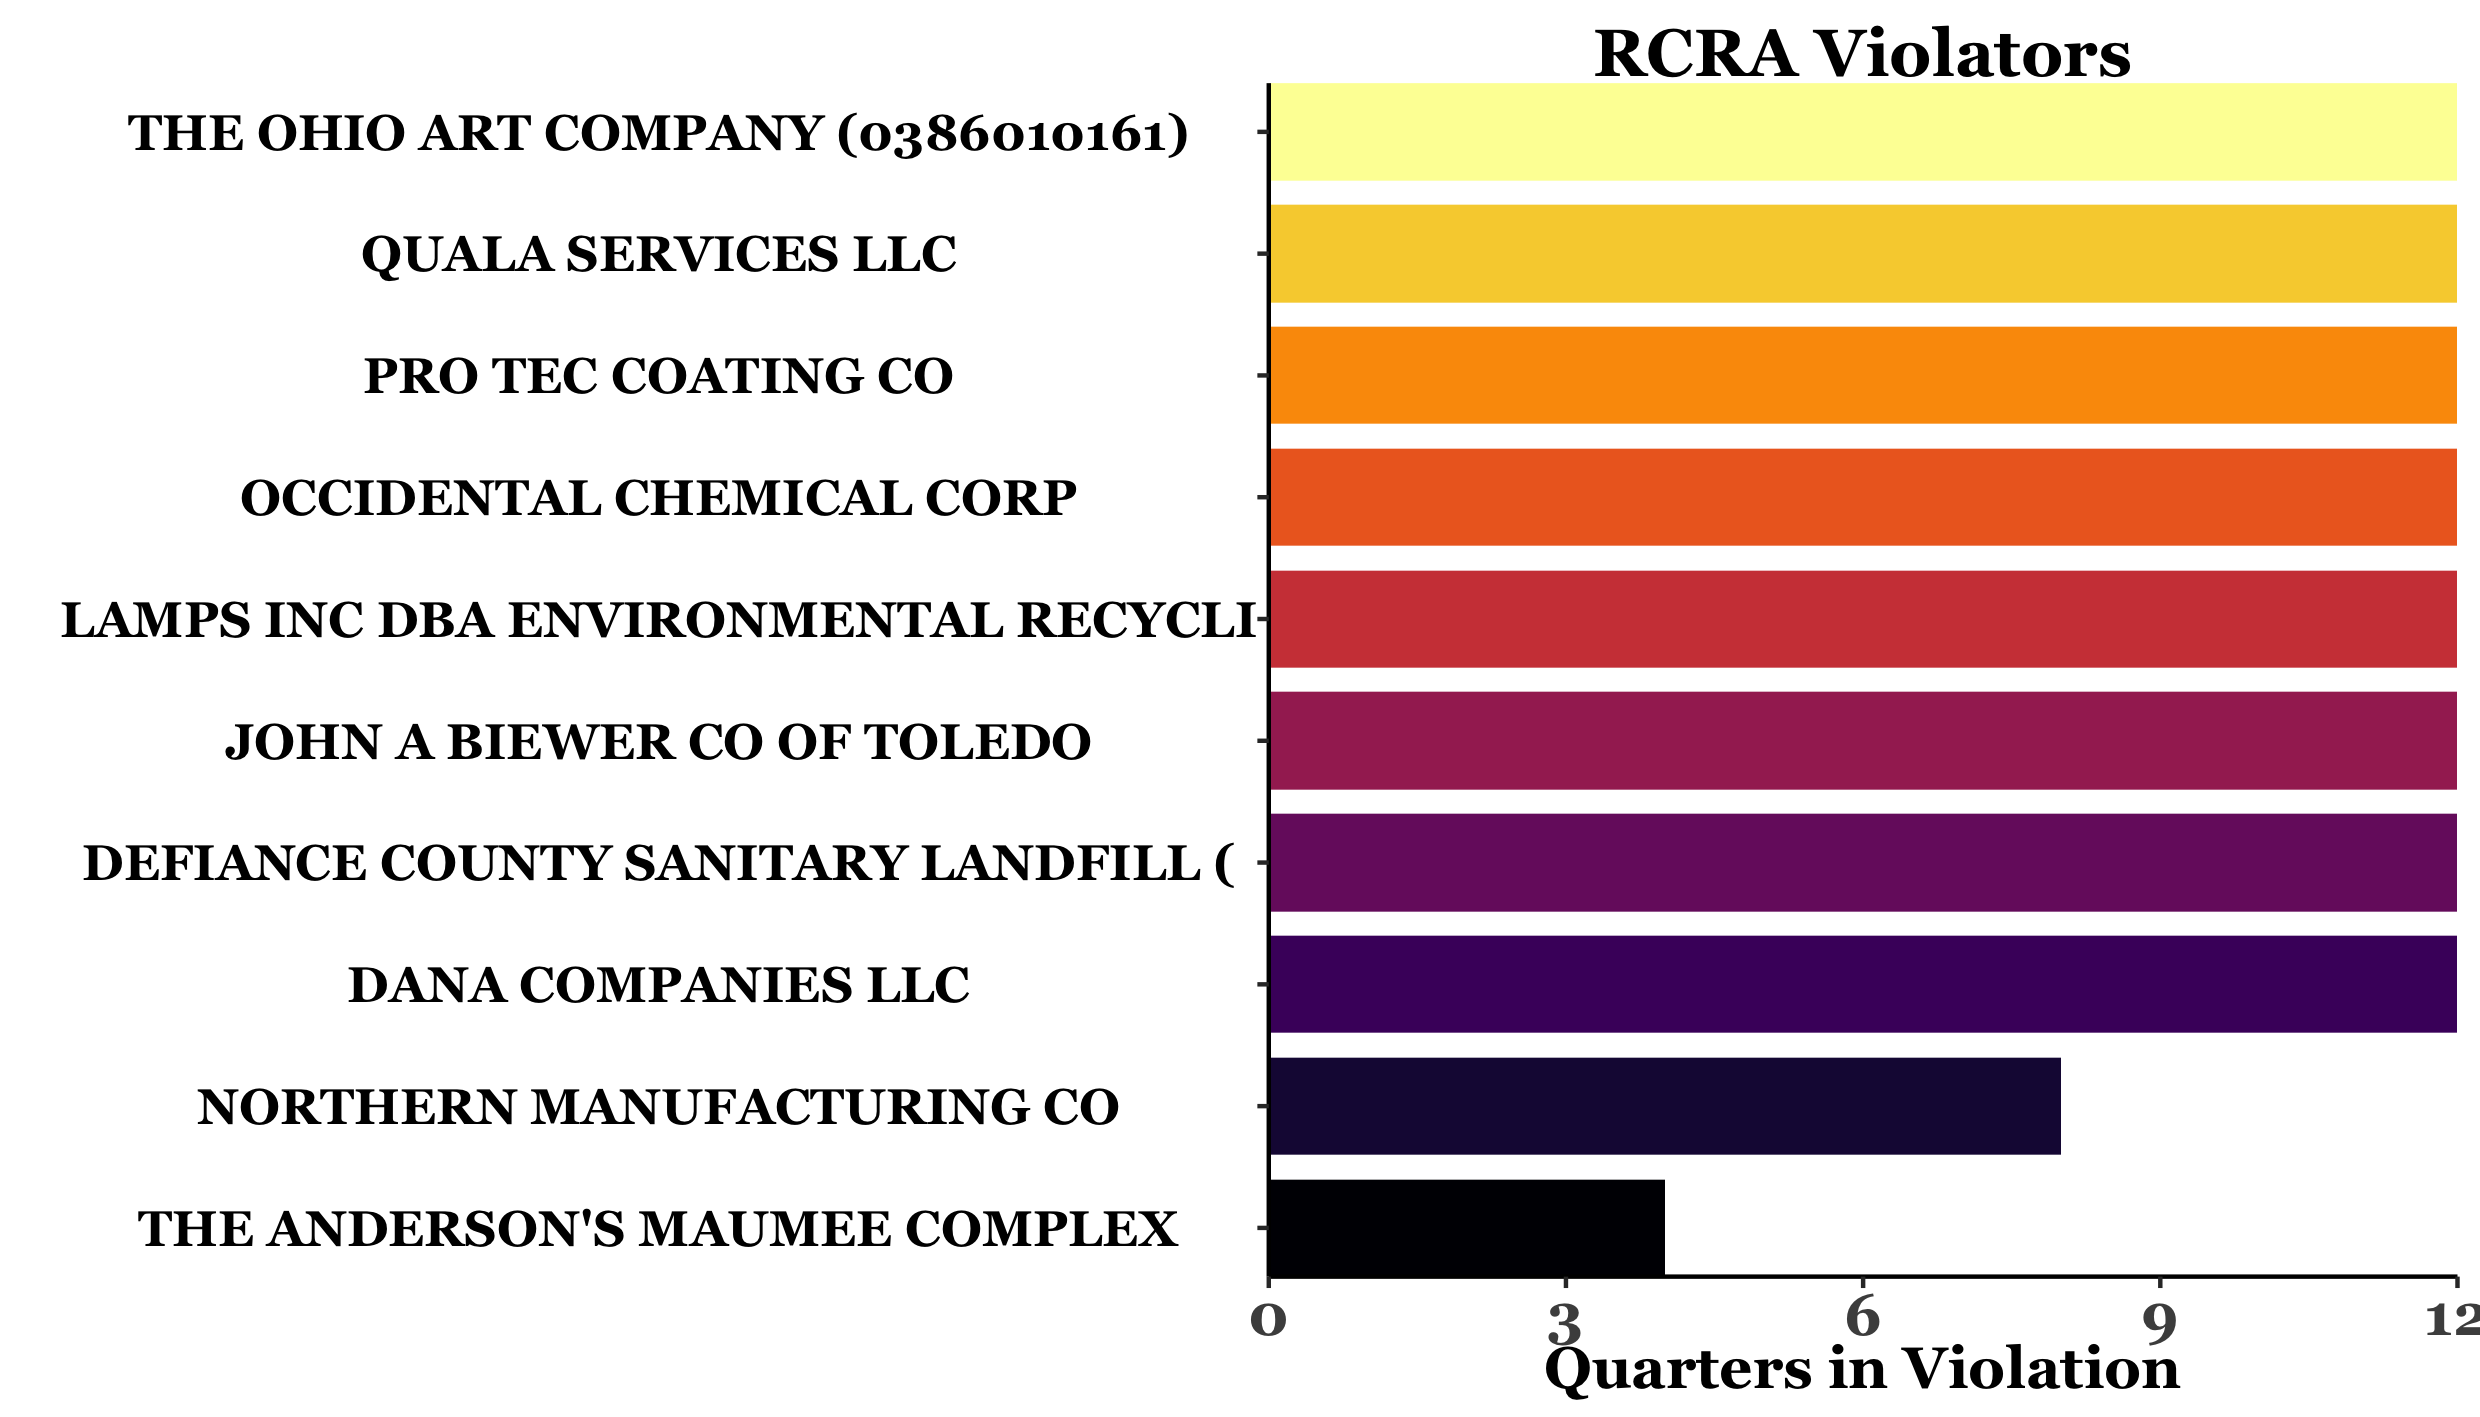 RCRA Violators
THE OHIO ART COMPANY (0386010161)
QUALA SERVICES LLC
PRO TEC COATING CO
OCCIDENTAL CHEMICAL CORP
LAMPS INC DBA ENVIRONMENTAL RECYCLI
JOHN A BIEWER CO OF TOLEDO
DEFIANCE COUNTY SANITARY LANDFILL (
DANA COMPANIES LLC
NORTHERN MANUFACTURING CO
THE ANDERSON'S MAUMEE COMPLEX
0 3 6 9 12
Quarters in Violation